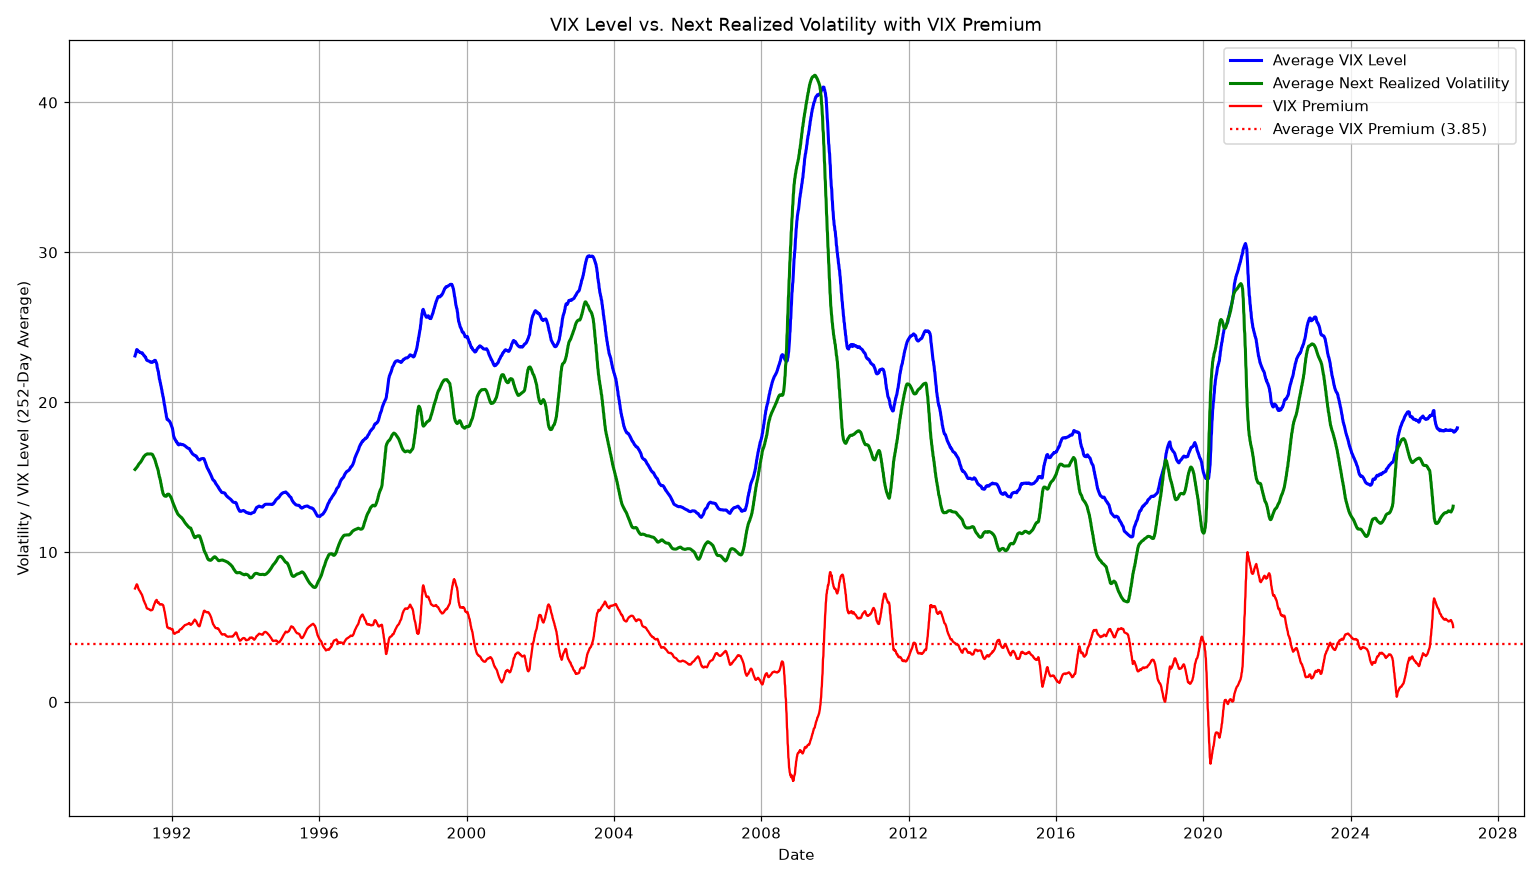 VIX Level vs. Next Realized Volatility with VIX Premium
Average VIX Level
Average Next Realized Volatility
VIX Premium
Average VIX Premium (3.85)
Volatility / VIX Level (252-Day Average)
40
30
20
10
0
1992 1996 2000 2004 2008 2012 2016 2020 2024 2028
Date